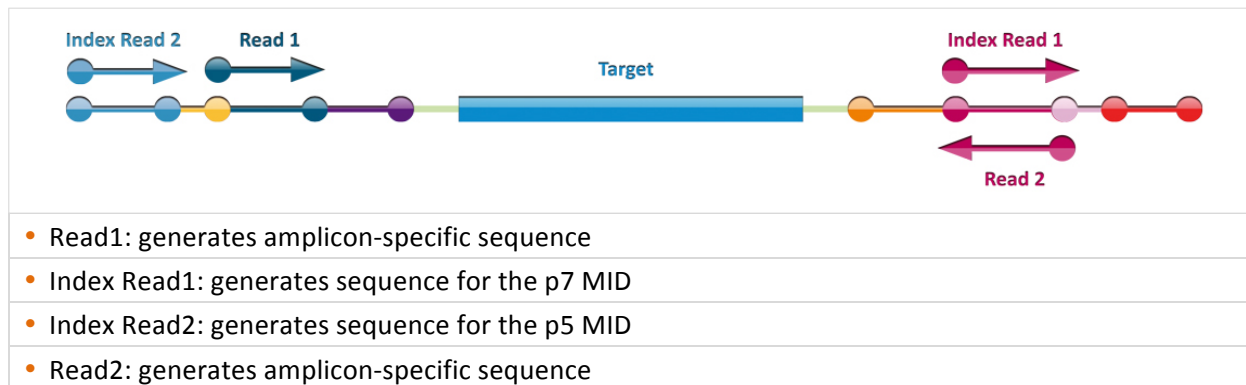 Index Read 2 Read 1 Index Read 1
Target
Read 2
• Read1: generates amplicon-specific sequence
• Index Read1: generates sequence for the p7 MID
• Index Read2: generates sequence for the p5 MID
• Read2: generates amplicon-specific sequence